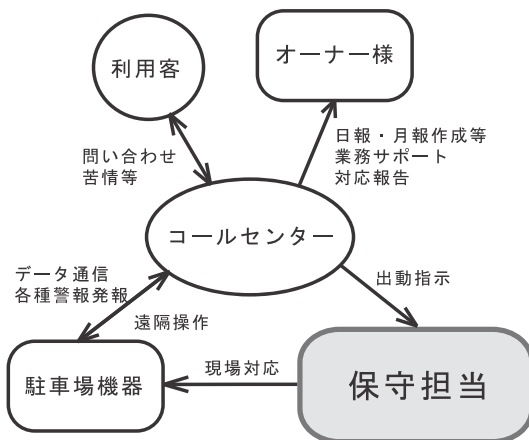 利用客
オーナー様
問い合わせ
苦情等
日報・月報作成等
業務サポート
対応報告
コールセンター
データ通信
各種警報発報
遠隔操作
出動指示
駐車場機器
現場対応
保守担当